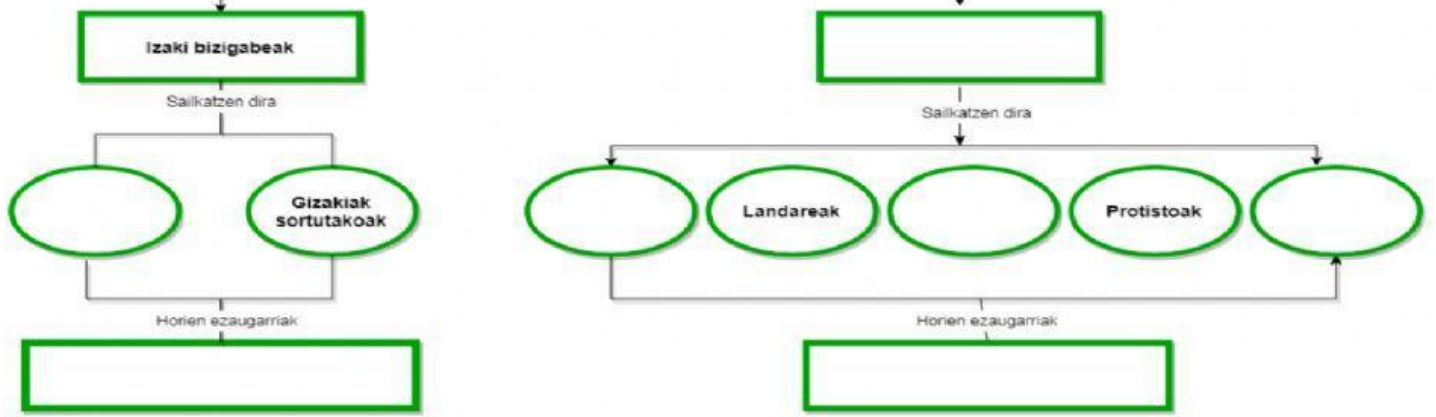 Izaki bizigabeak
Sailkatzen dira
Sailkatzen dira
Gizakiak
sortutakoak
Landareak
Protistoak
Horien ezaugarriak
Horien ezaugarriak